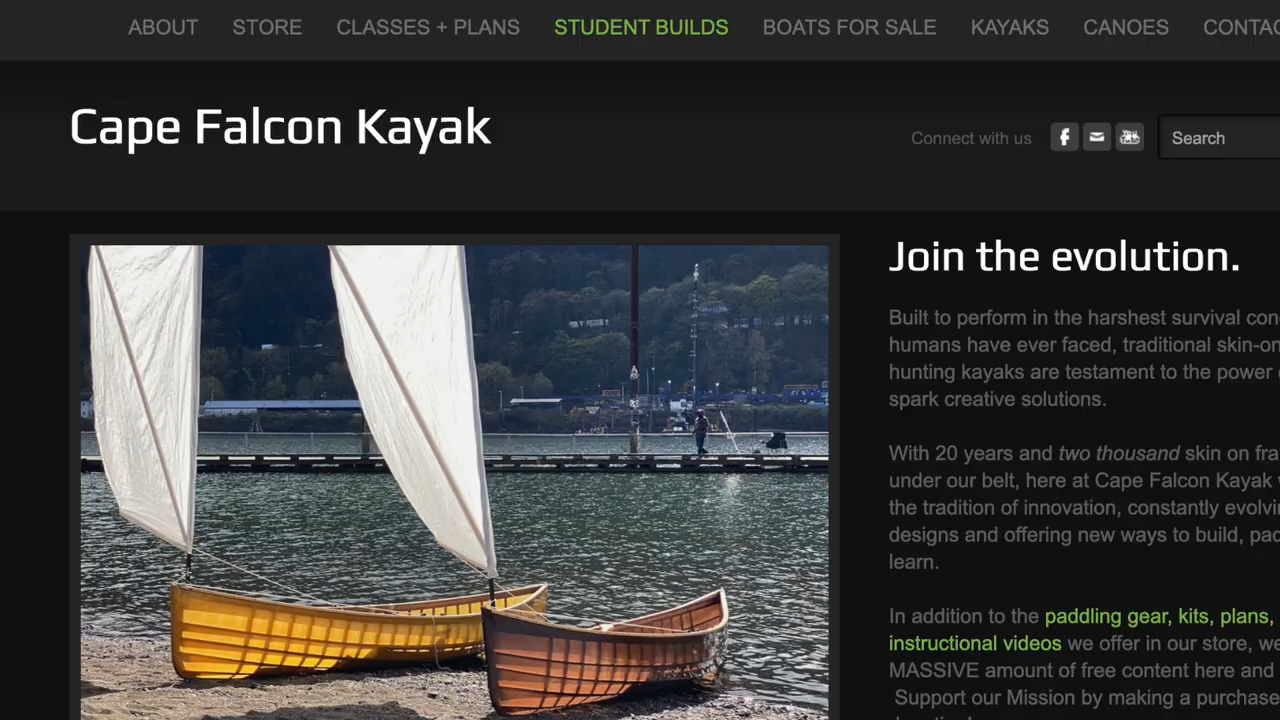 ABOUT STORE CLASSES + PLANS STUDENT BUILDS BOATS FOR SALE KAYAKS CANOES
Cape Falcon Kayak
Connect with us
Search
Join the evolution.
Built to perform in the harshest survival
humans have ever faced, traditional
hunting kayaks are testament to the power
spark creative solutions.
With 20 years and two thousand skin on
under our belt, here at Cape Falcon Kayak
the tradition of innovation, constantly
designs and offering new ways to build,
learn.
In addition to the paddling gear, kits, plans,
instructional videos we offer in our store,
MASSIVE amount of free content here and
Support our Mission by making a purchase